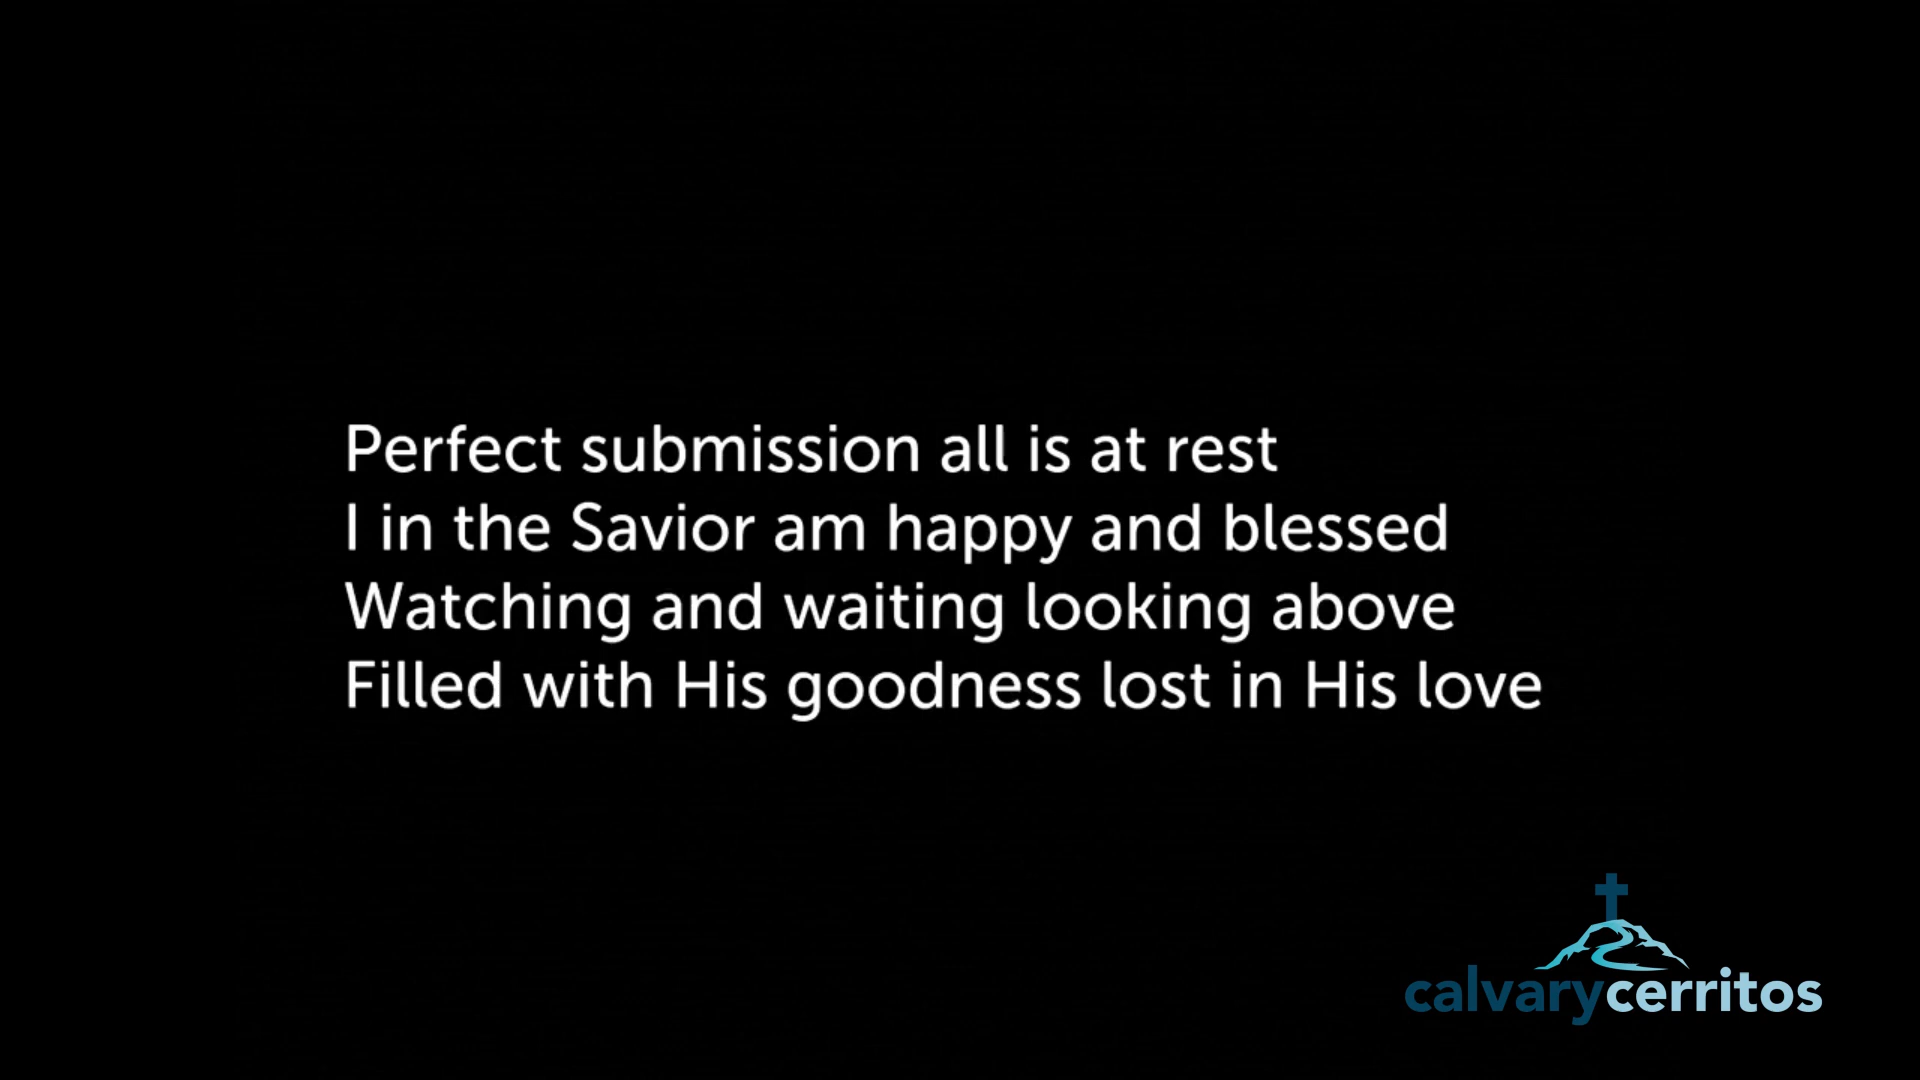 Perfect submission all is at rest
I in the Savior am happy and blessed
Watching and waiting looking above
Filled with His goodness lost in His love
calvarycerritos